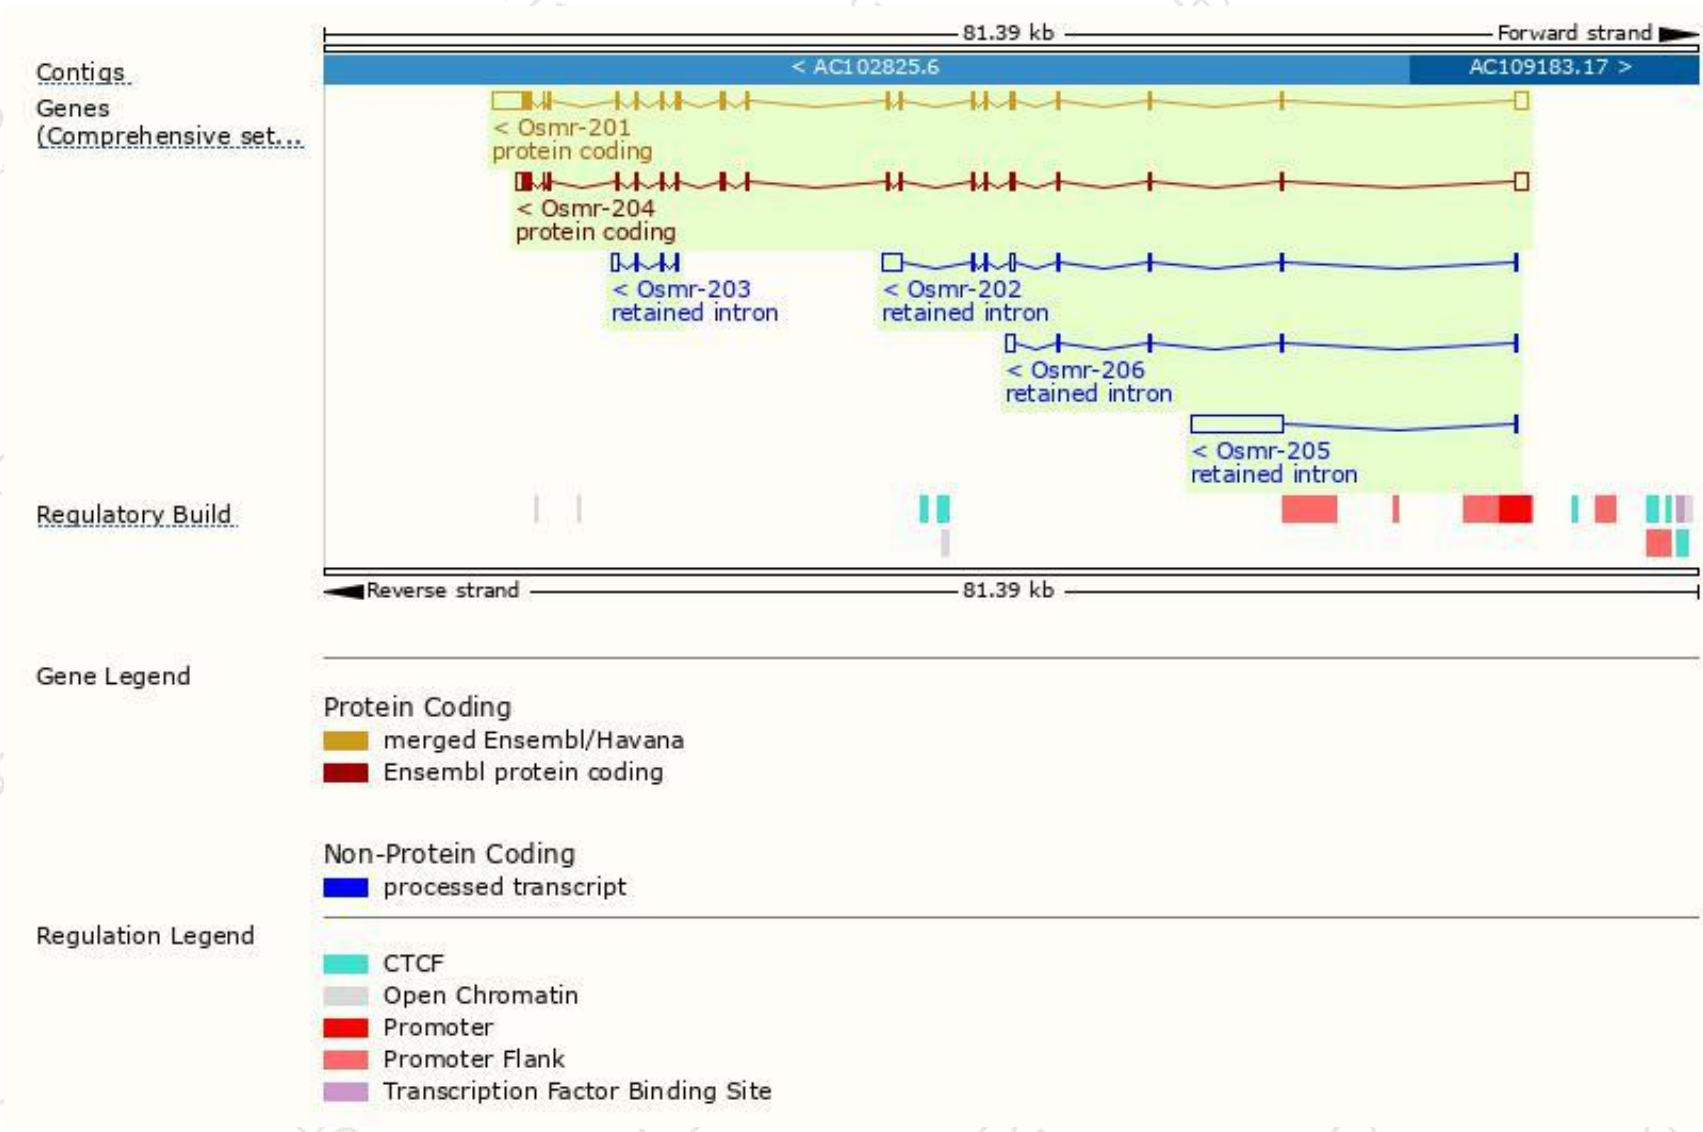 81.39 kb Forward strand
Contigs < AC102825.6 AC109183.17 >
Genes
(Comprehensive set...
< Osmr-201
protein coding
< Osmr-204
protein coding
< Osmr-203 < Osmr-202
retained intron retained intron
< Osmr-206
retained intron
< Osmr-205
retained intron
Regulatory Build
Reverse strand 81.39 kb
Gene Legend
Protein Coding
merged Ensembl/Havana
Ensembl protein coding
Non-Protein Coding
processed transcript
Regulation Legend
CTCF
Open Chromatin
Promoter
Promoter Flank
Transcription Factor Binding Site